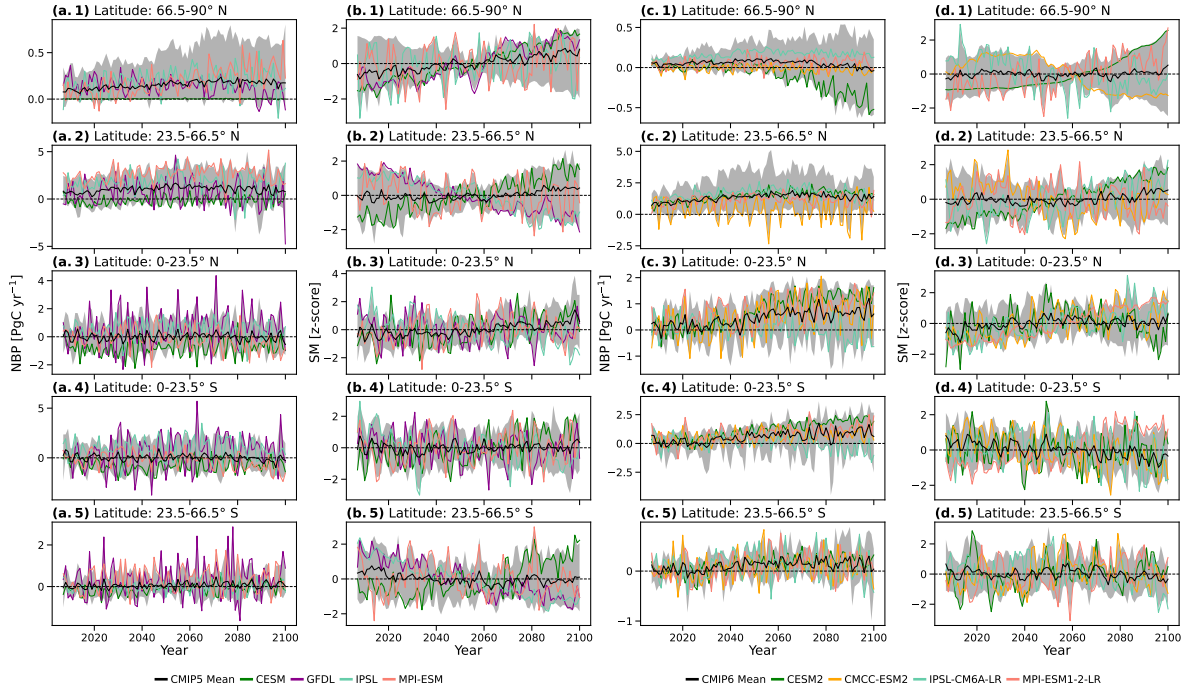 (a. 1) Latitude: 66.5-90° N
0.5
0.0
(a. 2) Latitude: 23.5-66.5° N
5
0
−5
(a. 3) Latitude: 0-23.5° N
4
2
0
−2
(a. 4) Latitude: 0-23.5° S
5
0
(a. 5) Latitude: 23.5-66.5° S
2
0
2020 2040 2060 2080 2100
Year
NBP [PgC yr⁻¹]
(b. 1) Latitude: 66.5-90° N
2
0
−2
(b. 2) Latitude: 23.5-66.5° N
2
0
−2
(b. 3) Latitude: 0-23.5° N
4
2
0
−2
(b. 4) Latitude: 0-23.5° S
2
0
−2
(b. 5) Latitude: 23.5-66.5° S
2
0
−2
2020 2040 2060 2080 2100
Year
SM [z-score]
(c. 1) Latitude: 66.5-90° N
0.5
0.0
−0.5
(c. 2) Latitude: 23.5-66.5° N
5.0
2.5
0.0
−2.5
(c. 3) Latitude: 0-23.5° N
2
1
0
−1
(c. 4) Latitude: 0-23.5° S
2.5
0.0
−2.5
(c. 5) Latitude: 23.5-66.5° S
0
−1
2020 2040 2060 2080 2100
Year
NBP [PgC yr⁻¹]
(d. 1) Latitude: 66.5-90° N
2
0
−2
(d. 2) Latitude: 23.5-66.5° N
2
0
−2
(d. 3) Latitude: 0-23.5° N
2
0
−2
(d. 4) Latitude: 0-23.5° S
2
0
−2
(d. 5) Latitude: 23.5-66.5° S
2
0
−2
2020 2040 2060 2080 2100
Year
SM [z-score]
CMIP5 Mean CESM GFDL IPSL MPI-ESM
CMIP6 Mean CESM2 CMCC-ESM2 IPSL-CM6A-LR MPI-ESM1-2-LR